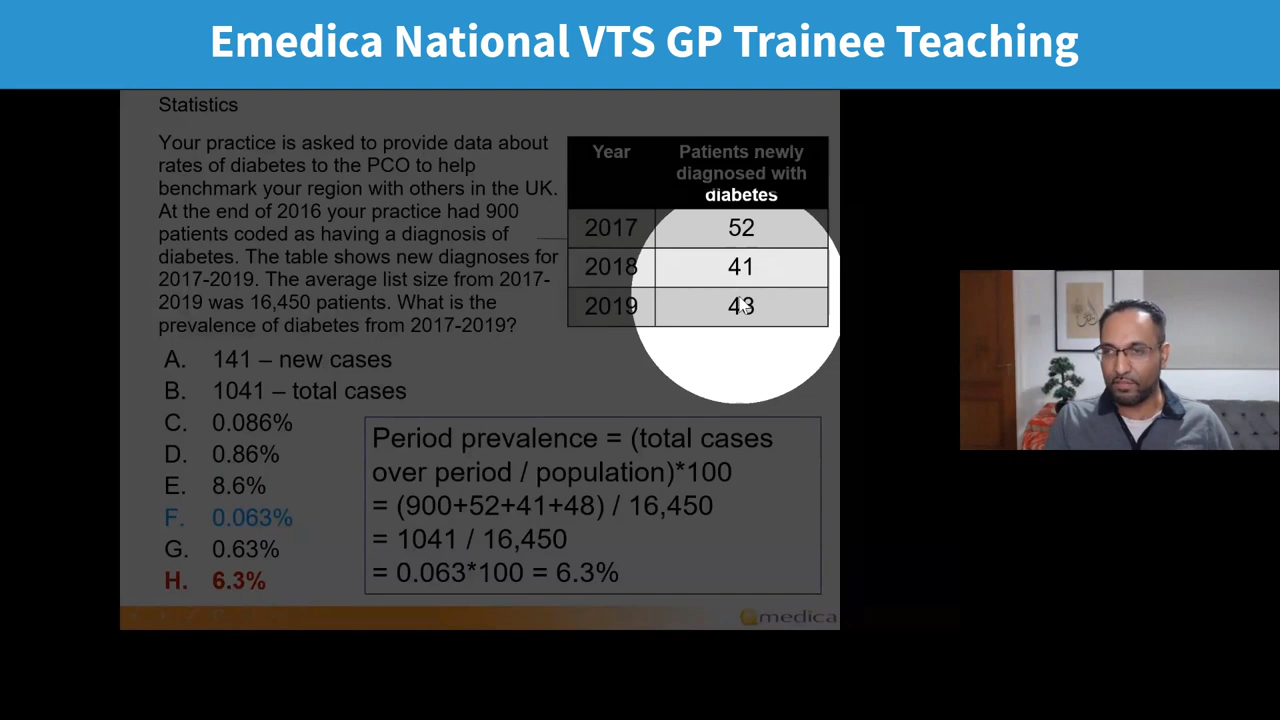 Emedica National VTS GP Trainee Teaching
Statistics
Your practice is asked to provide data about
rates of diabetes to the PCO to help
benchmark your region with others in the UK.
At the end of 2016 your practice had 900
patients coded as having a diagnosis of
diabetes. The table shows new diagnoses for
2017-2019. The average list size from 2017-
2019 was 16,450 patients. What is the
prevalence of diabetes from 2017-2019?
Year Patients newly
diagnosed with
diabetes
2017 52
2018 41
2019 48
A. 141 – new cases
B. 1041 – total cases
C. 0.086%
D. 0.86%
E. 8.6%
F. 0.063%
G. 0.63%
H. 6.3%
Period prevalence = (total cases
over period / population)*100
= (900+52+41+48) / 16,450
= 1041 / 16,450
= 0.063*100 = 6.3%
emedica